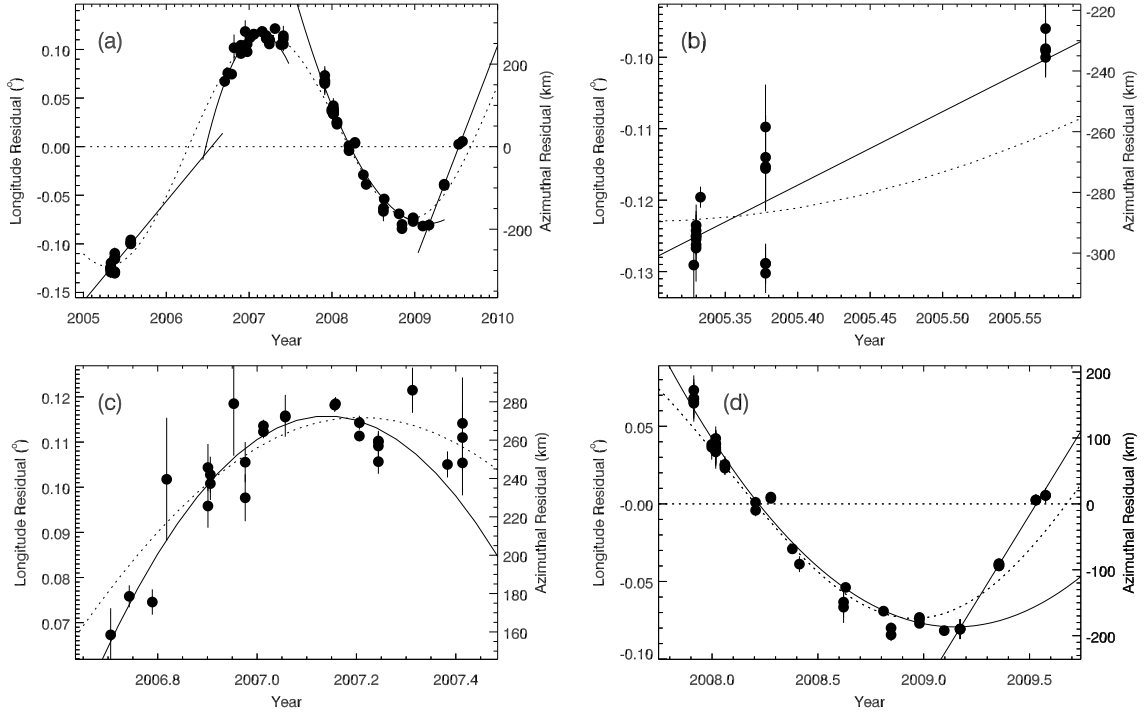 (a)
Longitude Residual (°)
0.10
0.05
0.00
-0.05
-0.10
-0.15
200
0
-200
Azimuthal Residual (km)
2005 2006 2007 2008 2009 2010
Year
(b)
Longitude Residual (°)
-0.10
-0.11
-0.12
-0.13
-220
-240
-260
-280
-300
Azimuthal Residual (km)
2005.35 2005.40 2005.45 2005.50 2005.55
Year
(c)
Longitude Residual (°)
0.12
0.11
0.10
0.09
0.08
0.07
280
260
240
220
200
180
160
Azimuthal Residual (km)
2006.8 2007.0 2007.2 2007.4
Year
(d)
Longitude Residual (°)
0.05
-0.00
-0.05
-0.10
200
100
0
-100
-200
Azimuthal Residual (km)
2008.0 2008.5 2009.0 2009.5
Year